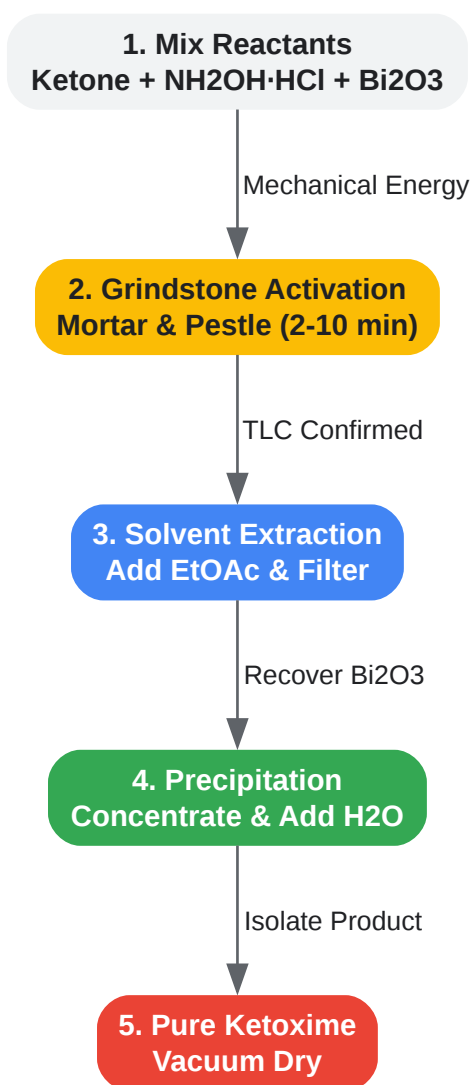 1. Mix Reactants
Ketone + NH2OH·HCl + Bi2O3
Mechanical Energy
2. Grindstone Activation
Mortar & Pestle (2-10 min)
TLC Confirmed
3. Solvent Extraction
Add EtOAc & Filter
Recover Bi2O3
4. Precipitation
Concentrate & Add H2O
Isolate Product
5. Pure Ketoxime
Vacuum Dry